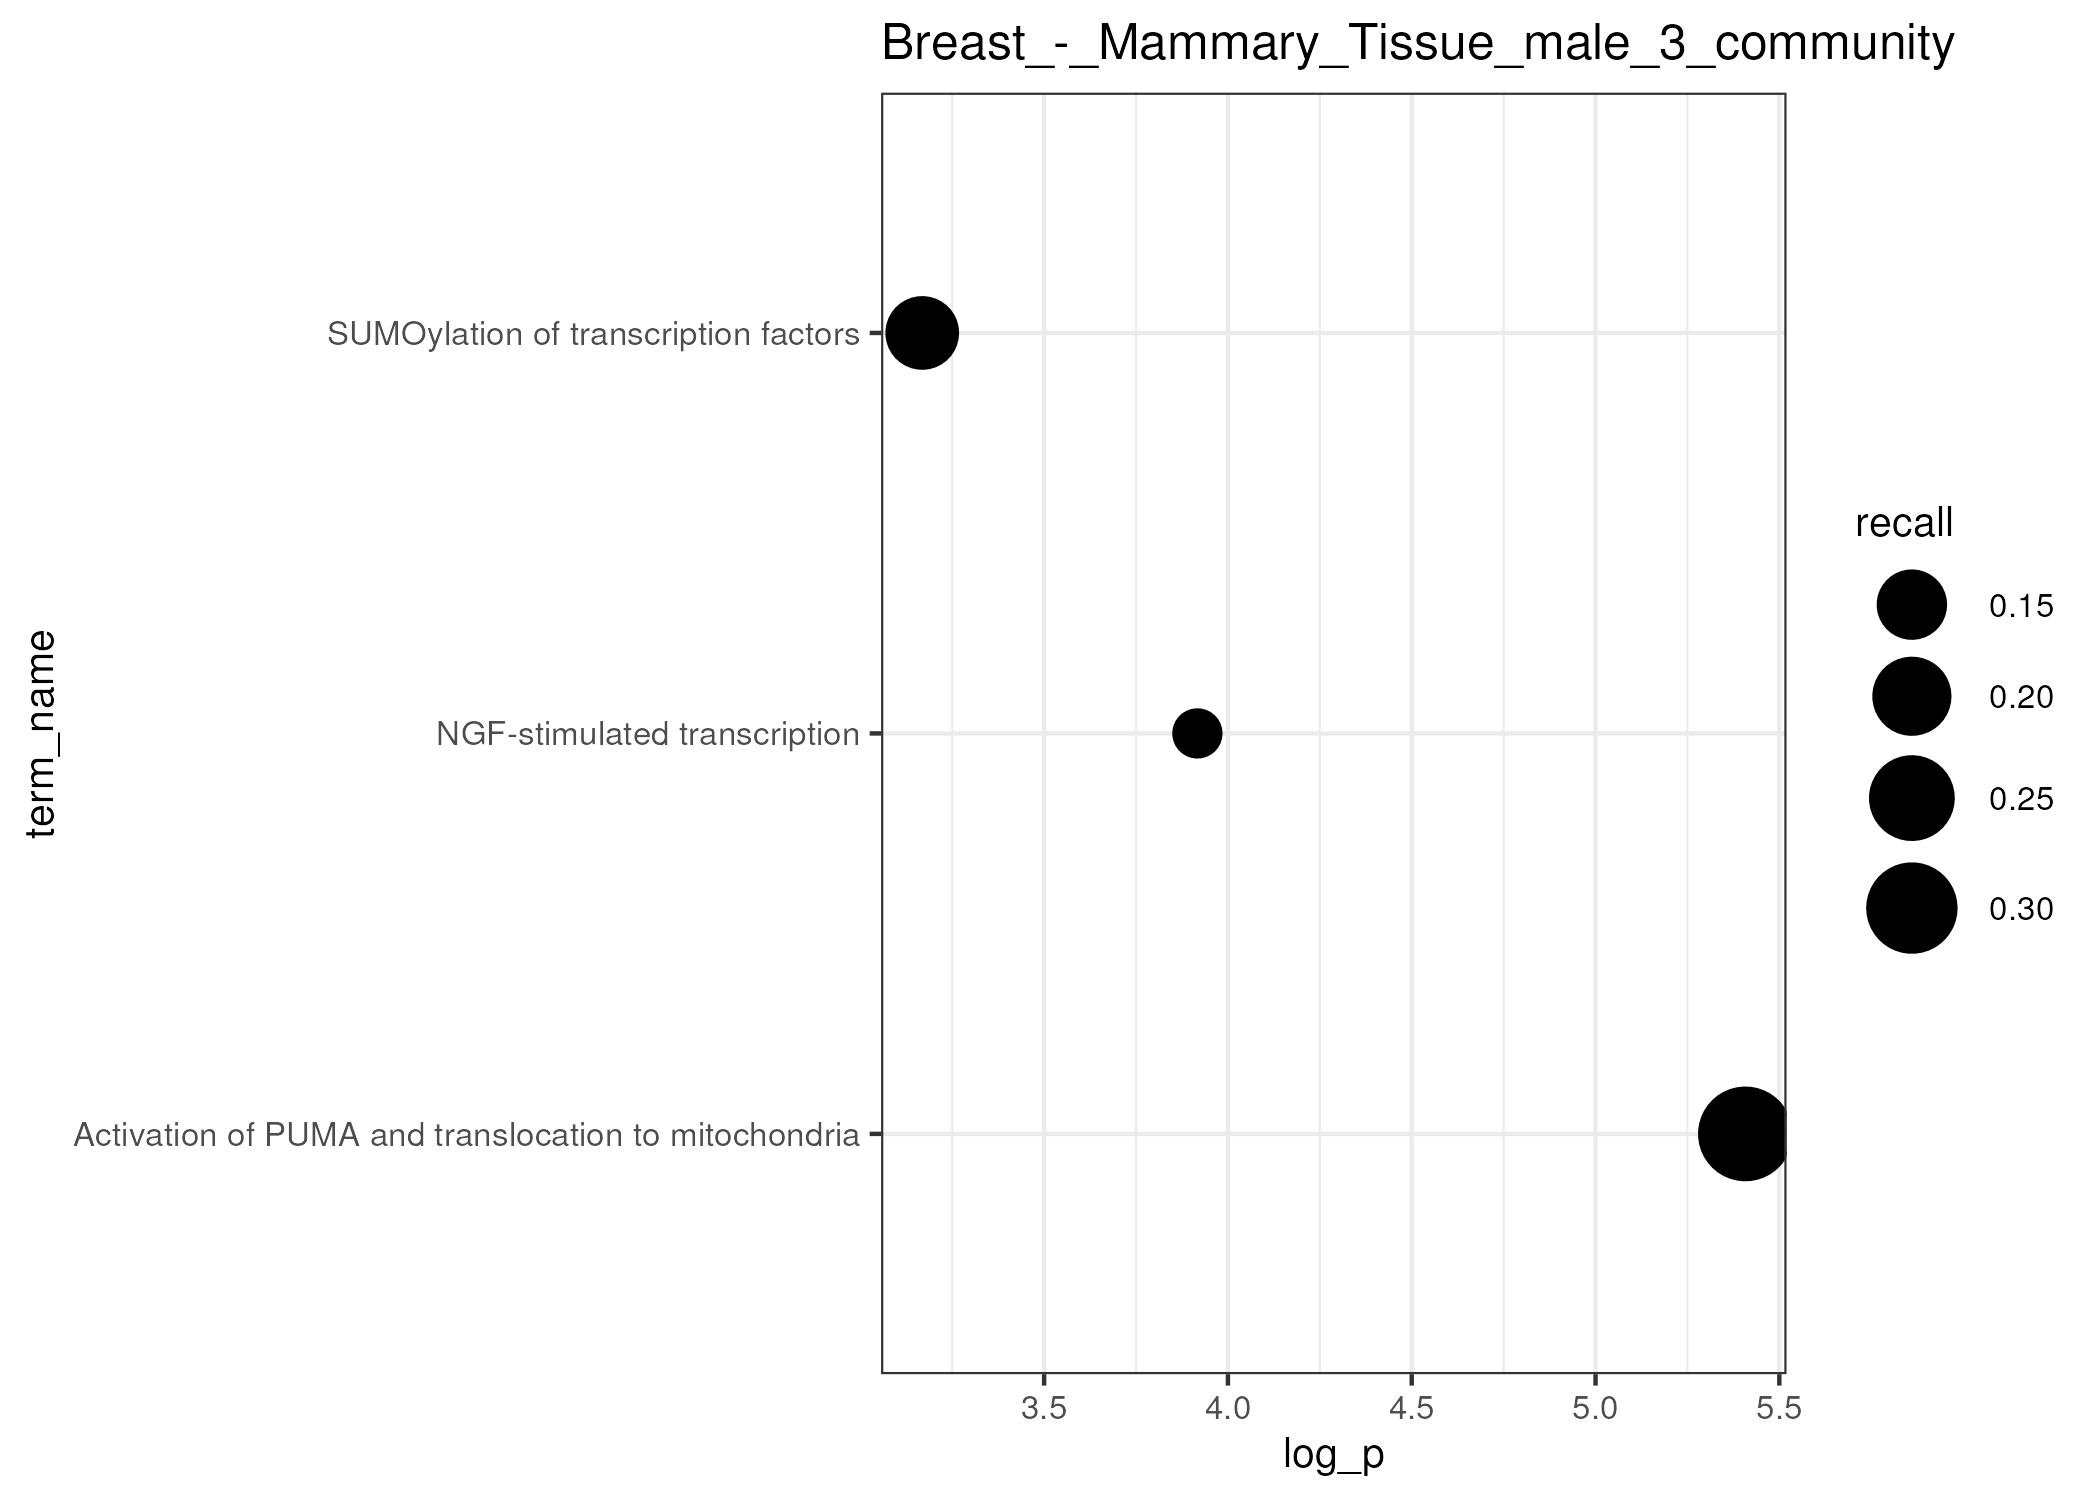 Breast_-_Mammary_Tissue_male_3_community
term_name
SUMOylation of transcription factors
NGF-stimulated transcription
Activation of PUMA and translocation to mitochondria
3.5 4.0 4.5 5.0 5.5
log_p
recall
0.15
0.20
0.25
0.30